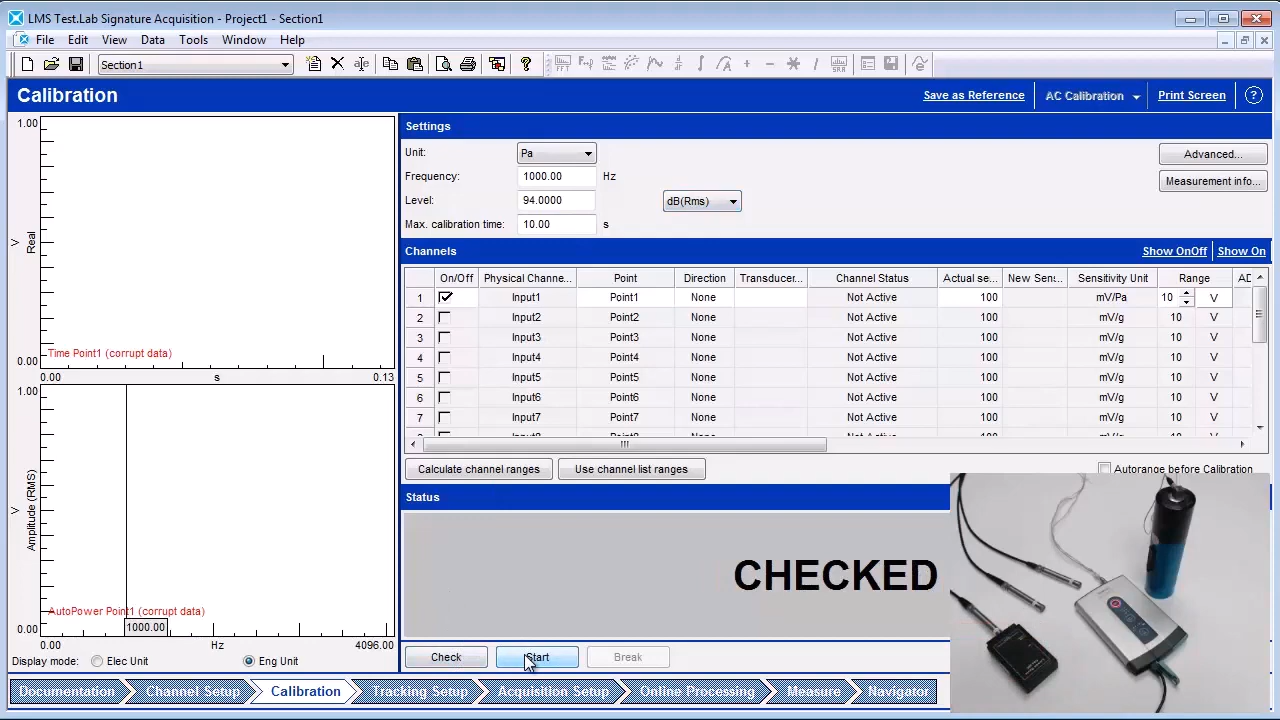 LMS Test.Lab Signature Acquisition - Project1 - Section1
File Edit View Data Tools Window Help
Section1
Calibration
Save as Reference
AC Calibration
Print Screen
Settings
Unit: Pa
Frequency: 1000.00 Hz
Level: 94.0000 dB(Rms)
Max. calibration time: 10.00 s
Advanced...
Measurement info...
Channels
Show OnOff
Show On
On/Off Physical Channe... Point Direction Transducer... Channel Status Actual se... New Sens... Sensitivity Unit Range AD
1 Input1 Point1 None Not Active 100 mV/Pa 10 V
2 Input2 Point2 None Not Active 100 mV/g 10 V
3 Input3 Point3 None Not Active 100 mV/g 10 V
4 Input4 Point4 None Not Active 100 mV/g 10 V
5 Input5 Point5 None Not Active 100 mV/g 10 V
6 Input6 Point6 None Not Active 100 mV/g 10 V
7 Input7 Point7 None Not Active 100 mV/g 10 V
Calculate channel ranges
Use channel list ranges
Autorange before Calibration
Status
CHECKED
Check
Start
Break
1.00
V
Real
Time Point1 (corrupt data)
0.00
0.00 s 0.13
1.00
V
Amplitude (RMS)
AutoPower Point1 (corrupt data)
1000.00
0.00
0.00 Hz 4096.00
Display mode: Elec Unit Eng Unit
Documentation Channel Setup Calibration Tracking Setup Acquisition Setup Online Processing Measure Navigator